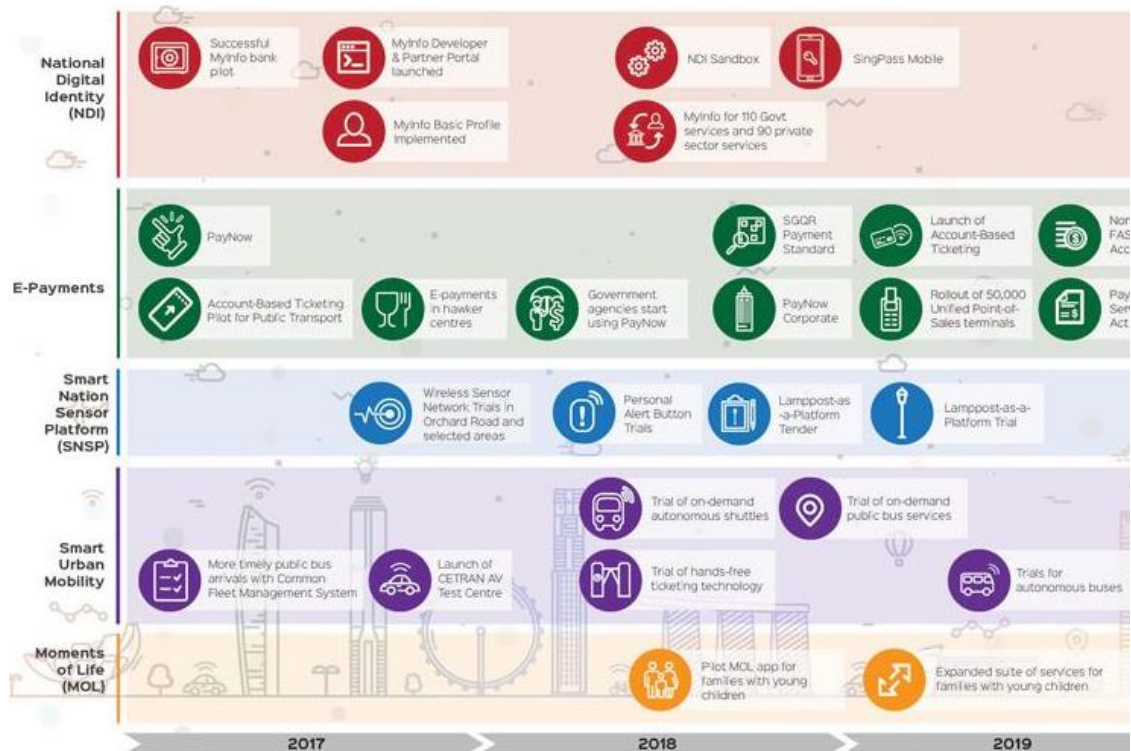 National
Digital
Identity
(NDI)
Successful
MyInfo bank
pilot
MyInfo Developer
& Partner Portal
launched
MyInfo Basic Profile
Implemented
NDI Sandbox
SingPass Mobile
MyInfo for 110 Govt
services and 90 private
sector services
E-Payments
PayNow
Account-Based Ticketing
Pilot for Public Transport
E-payments
in hawker
centres
Government
agencies start
using PayNow
SGQR
Payment
Standard
PayNow
Corporate
Launch of
Account-Based
Ticketing
Rollout of 50,000
Unified Point-of-
Sales terminals
Non
FAS
Acc
Pay
Serv
Act
Smart
Nation
Sensor
Platform
(SNSP)
Wireless Sensor
Network Trials in
Orchard Road and
selected areas
Personal
Alert Button
Trials
Lamppost-as
-a-Platform
Tender
Lamppost-as-a-
Platform Trial
Smart
Urban
Mobility
More timely public bus
arrivals with Common
Fleet Management System
Launch of
CETRAN AV
Test Centre
Trial of on-demand
autonomous shuttles
Trial of hands-free
ticketing technology
Trial of on-demand
public bus services
Trials for
autonomous buses
Moments
of Life
(MOL)
Pilot MOL app for
families with young
children
Expanded suite of services for
families with young children
2017
2018
2019